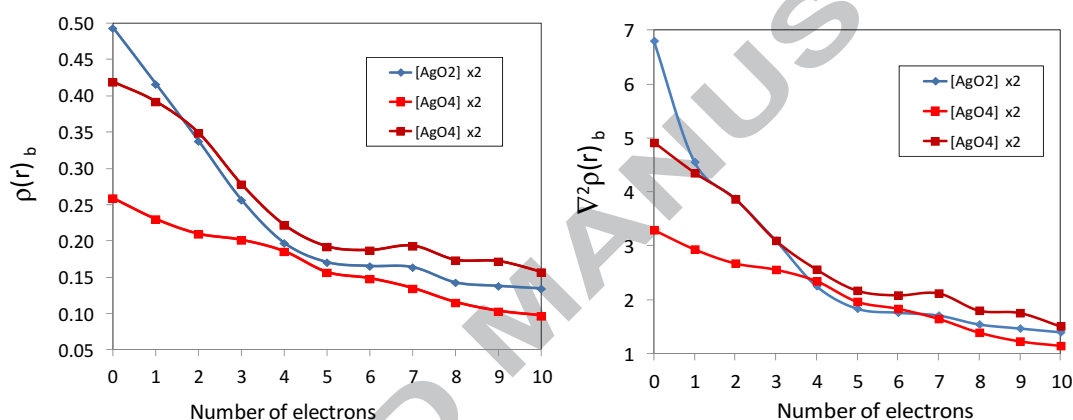 0.50
0.45
0.40
0.35
0.30
0.25
0.20
0.15
0.10
0.05
ρ(r) b
[AgO2] x2
[AgO4] x2
[AgO4] x2
0 1 2 3 4 5 6 7 8 9 10
Number of electrons
7
6
5
4
3
2
1
∇²ρ(r) b
[AgO2] x2
[AgO4] x2
[AgO4] x2
0 1 2 3 4 5 6 7 8 9 10
Number of electrons
D MANUS